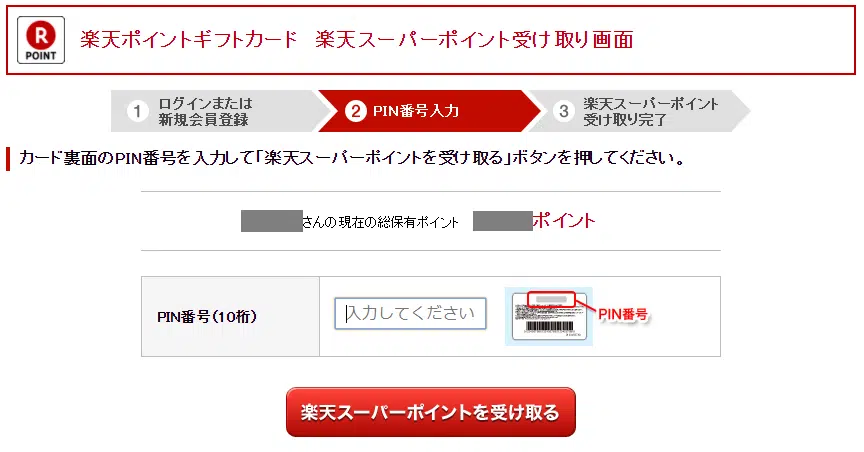 R
POINT
楽天ポイントギフトカード　楽天スーパーポイント受け取り画面
1
ログインまたは
新規会員登録
2 PIN番号入力
3
楽天スーパーポイント
受け取り完了
カード裏面のPIN番号を入力して「楽天スーパーポイントを受け取る」ボタンを押してください。
さんの現在の総保有ポイント　ポイント
PIN番号(10桁)
入力してください
PIN番号
楽天スーパーポイントを受け取る